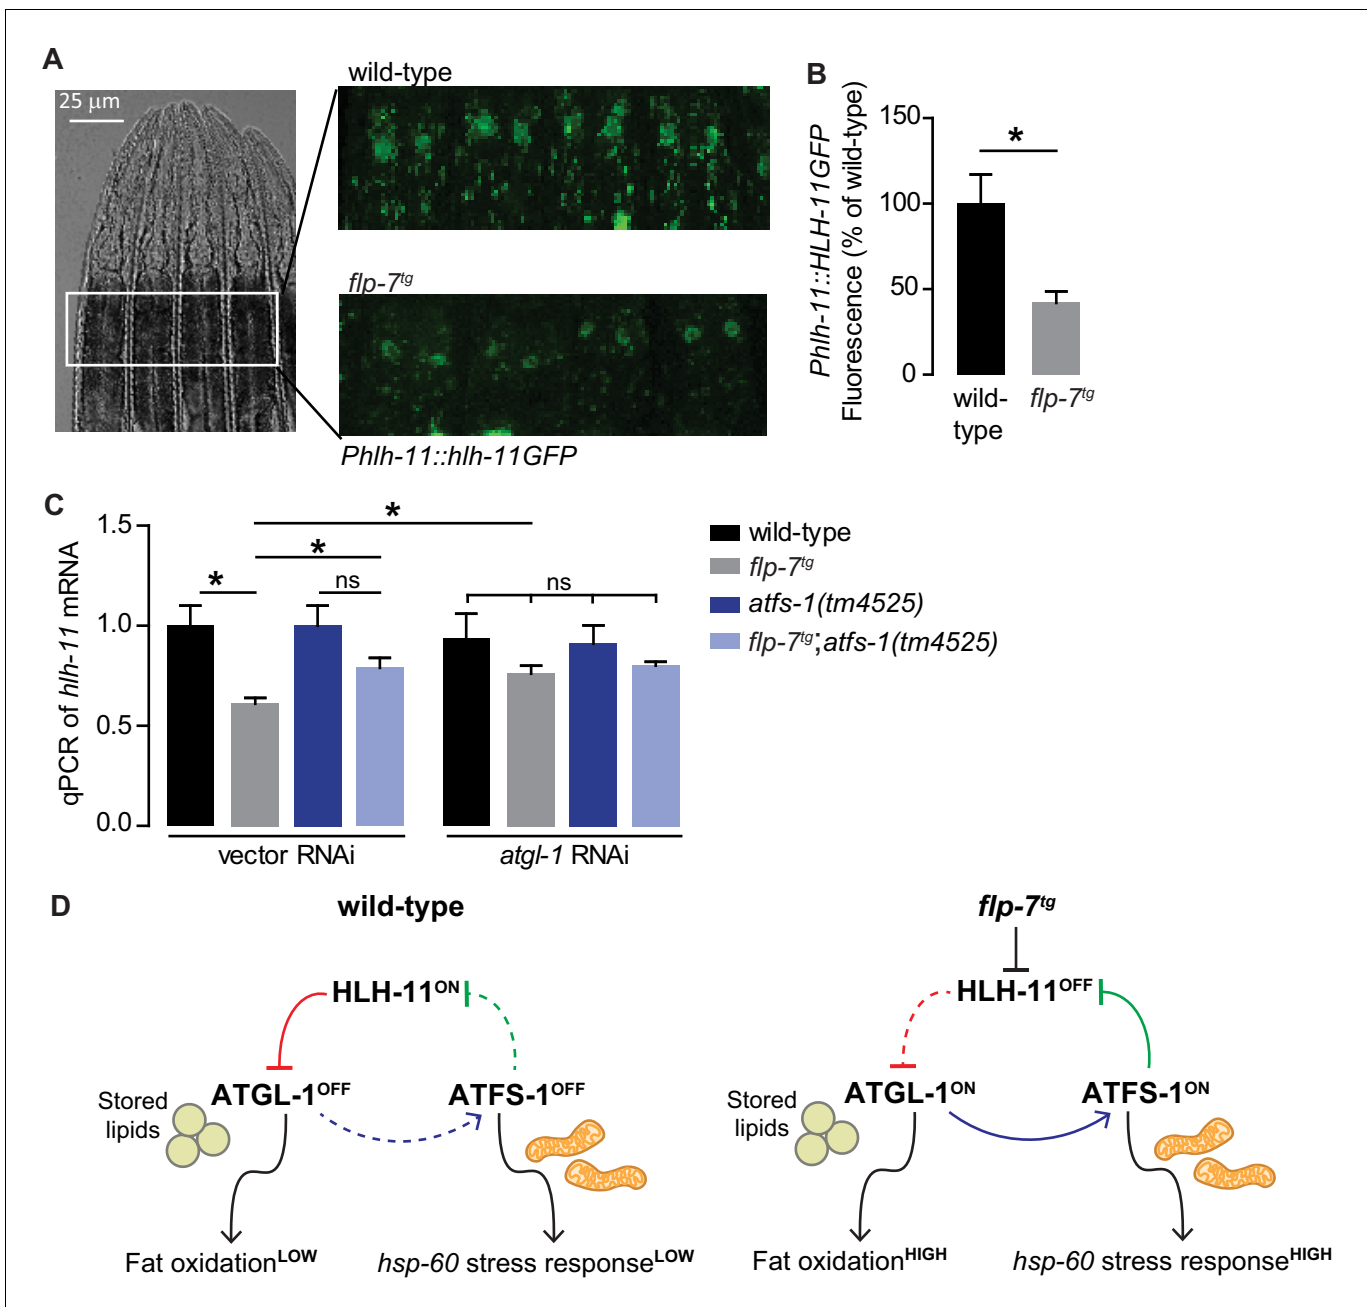 A
25 μm
wild-type
flp-7tg
Phlh-11::hlh-11GFP
B
Phlh-11::HLH-11GFP
Fluorescence (% of wild-type)
150
100
50
0
*
wild-
type
flp-7tg
C
qPCR of hlh-11 mRNA
1.5
1.0
0.5
0.0
*
*
*
ns
ns
vector RNAi
atgl-1 RNAi
wild-type
flp-7tg
atfs-1(tm4525)
flp-7tg;atfs-1(tm4525)
D
wild-type
HLH-11ON
ATGL-1OFF
ATFS-1OFF
Stored
lipids
Fat oxidationLOW
hsp-60 stress responseLOW
flp-7tg
HLH-11OFF
ATGL-1ON
ATFS-1ON
Stored
lipids
Fat oxidationHIGH
hsp-60 stress responseHIGH